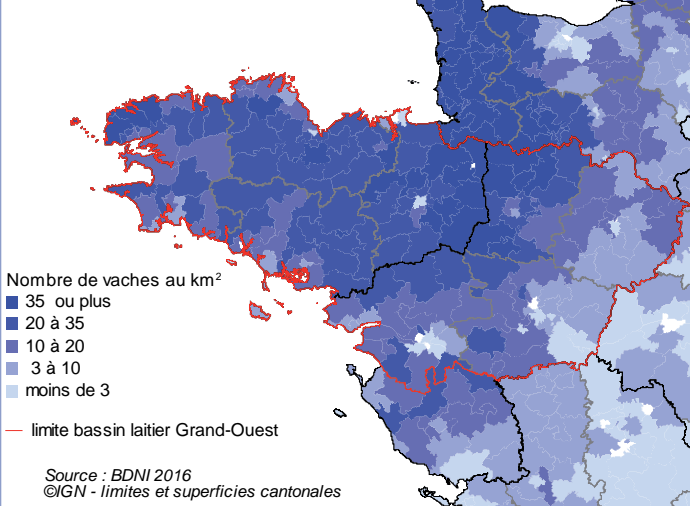 Nombre de vaches au km²
35 ou plus
20 à 35
10 à 20
3 à 10
moins de 3
limite bassin laitier Grand-Ouest
Source : BDNI 2016
©IGN - limites et superficies cantonales